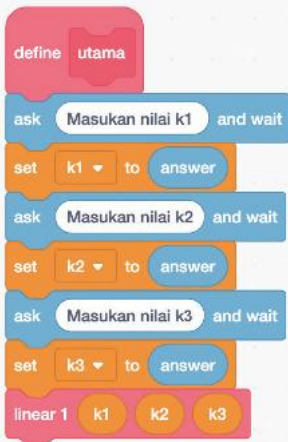 define utama
ask Masukan nilai k1 and wait
set k1 to answer
ask Masukan nilai k2 and wait
set k2 to answer
ask Masukan nilai k3 and wait
set k3 to answer
linear 1 k1 k2 k3